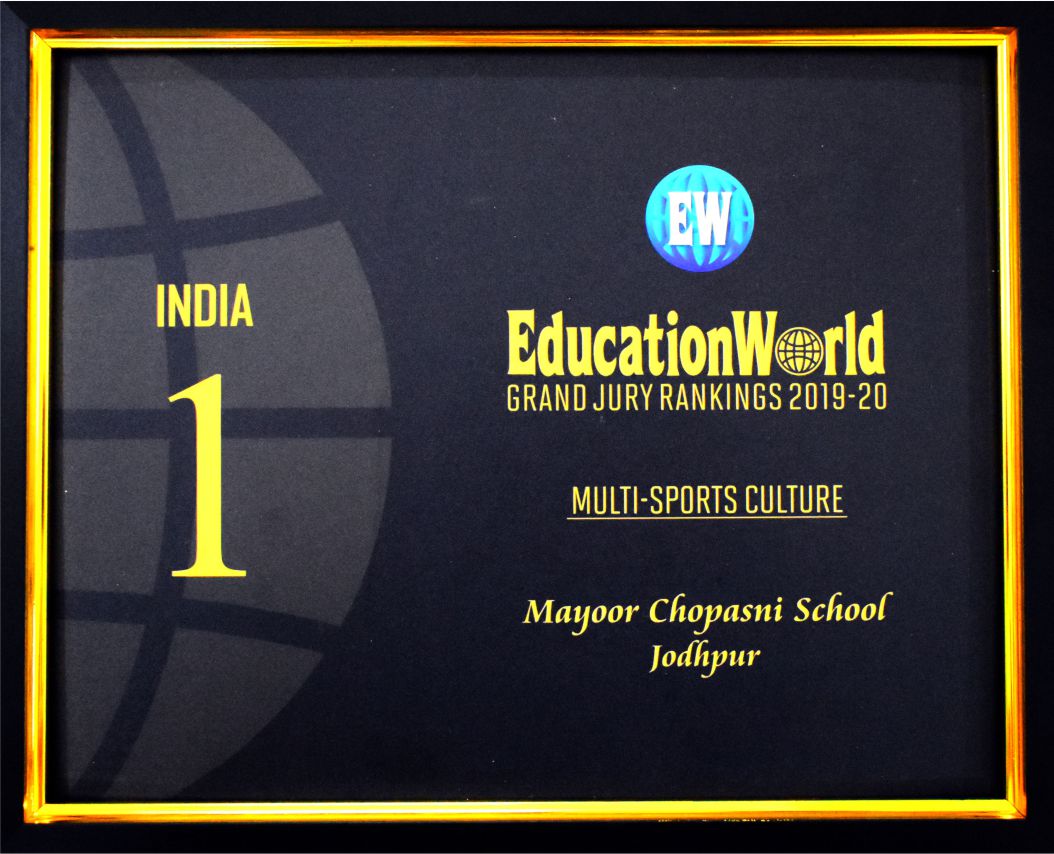 INDIA
1
EW
EducationWorld
GRAND JURY RANKINGS 2019-20
MULTI-SPORTS CULTURE
Mayoor Chopasni School
Jodhpur